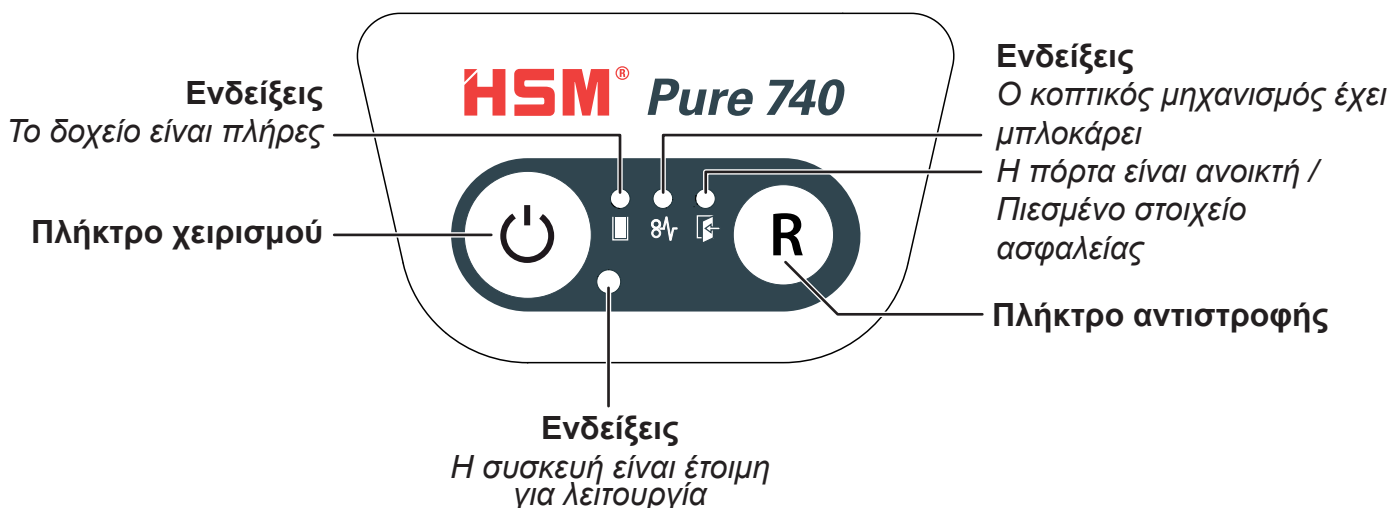 Ενδείξεις
Το δοχείο είναι πλήρες
Πλήκτρο χειρισμού
HSM® Pure 740
R
Ενδείξεις
Ο κοπτικός μηχανισμός έχει
μπλοκάρει
Η πόρτα είναι ανοικτή /
Πιεσμένο στοιχείο
ασφαλείας
Πλήκτρο αντιστροφής
Ενδείξεις
Η συσκευή είναι έτοιμη
για λειτουργία